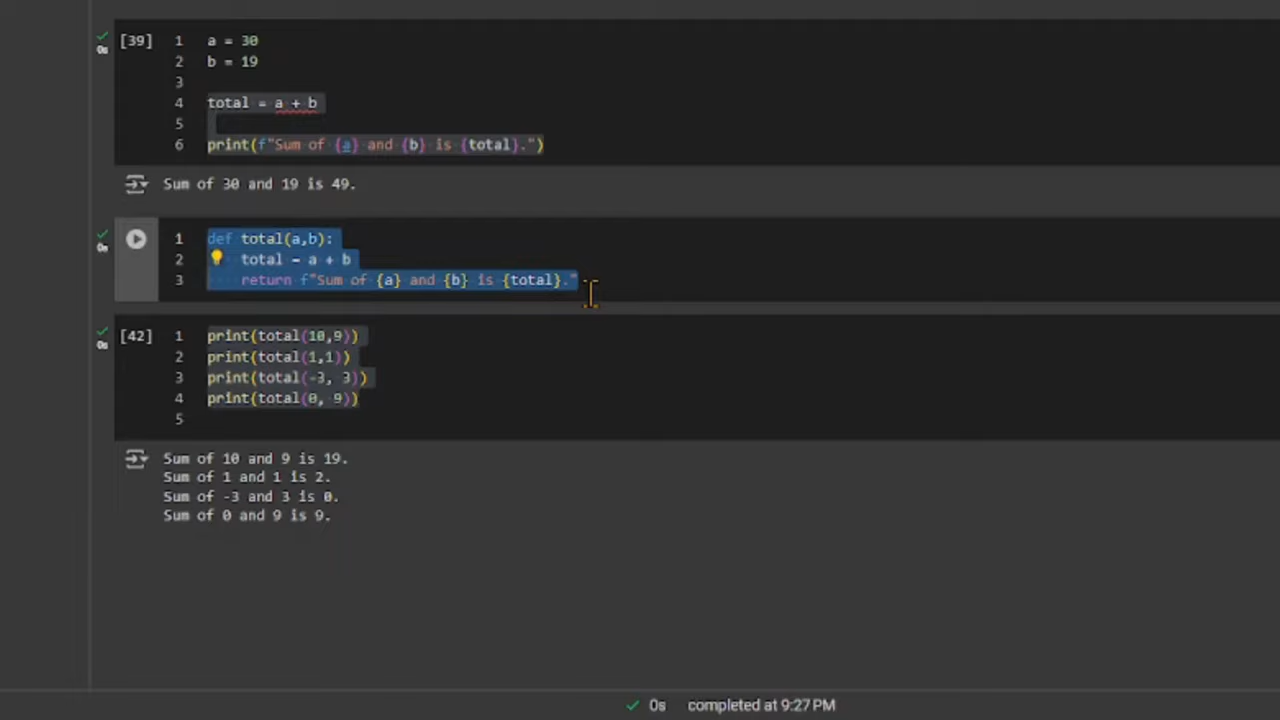 [39] 1 a = 30
2 b = 19
3
4 total = a + b
5
6 print(f"Sum of {a} and {b} is {total}.")
0s
Sum of 30 and 19 is 49.
1 def total(a,b):
2 total = a + b
3 return f"Sum of {a} and {b} is {total}."
0s
[42] 1 print(total(10,9))
2 print(total(1,1))
3 print(total(-3, 3))
4 print(total(0, 9))
5
0s
Sum of 10 and 9 is 19.
Sum of 1 and 1 is 2.
Sum of -3 and 3 is 0.
Sum of 0 and 9 is 9.
0s completed at 9:27 PM